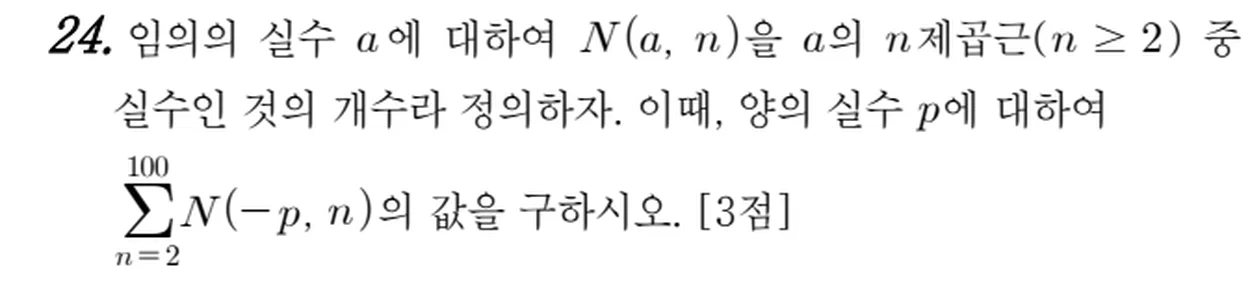 24. 임의의 실수 a에 대하여 N(a, n)을 a의 n제곱근(n ≥ 2) 중
실수인 것의 개수라 정의하자. 이때, 양의 실수 p에 대하여
\sum_{n=2}^{100} N(-p, n)의 값을 구하시오. [3점]